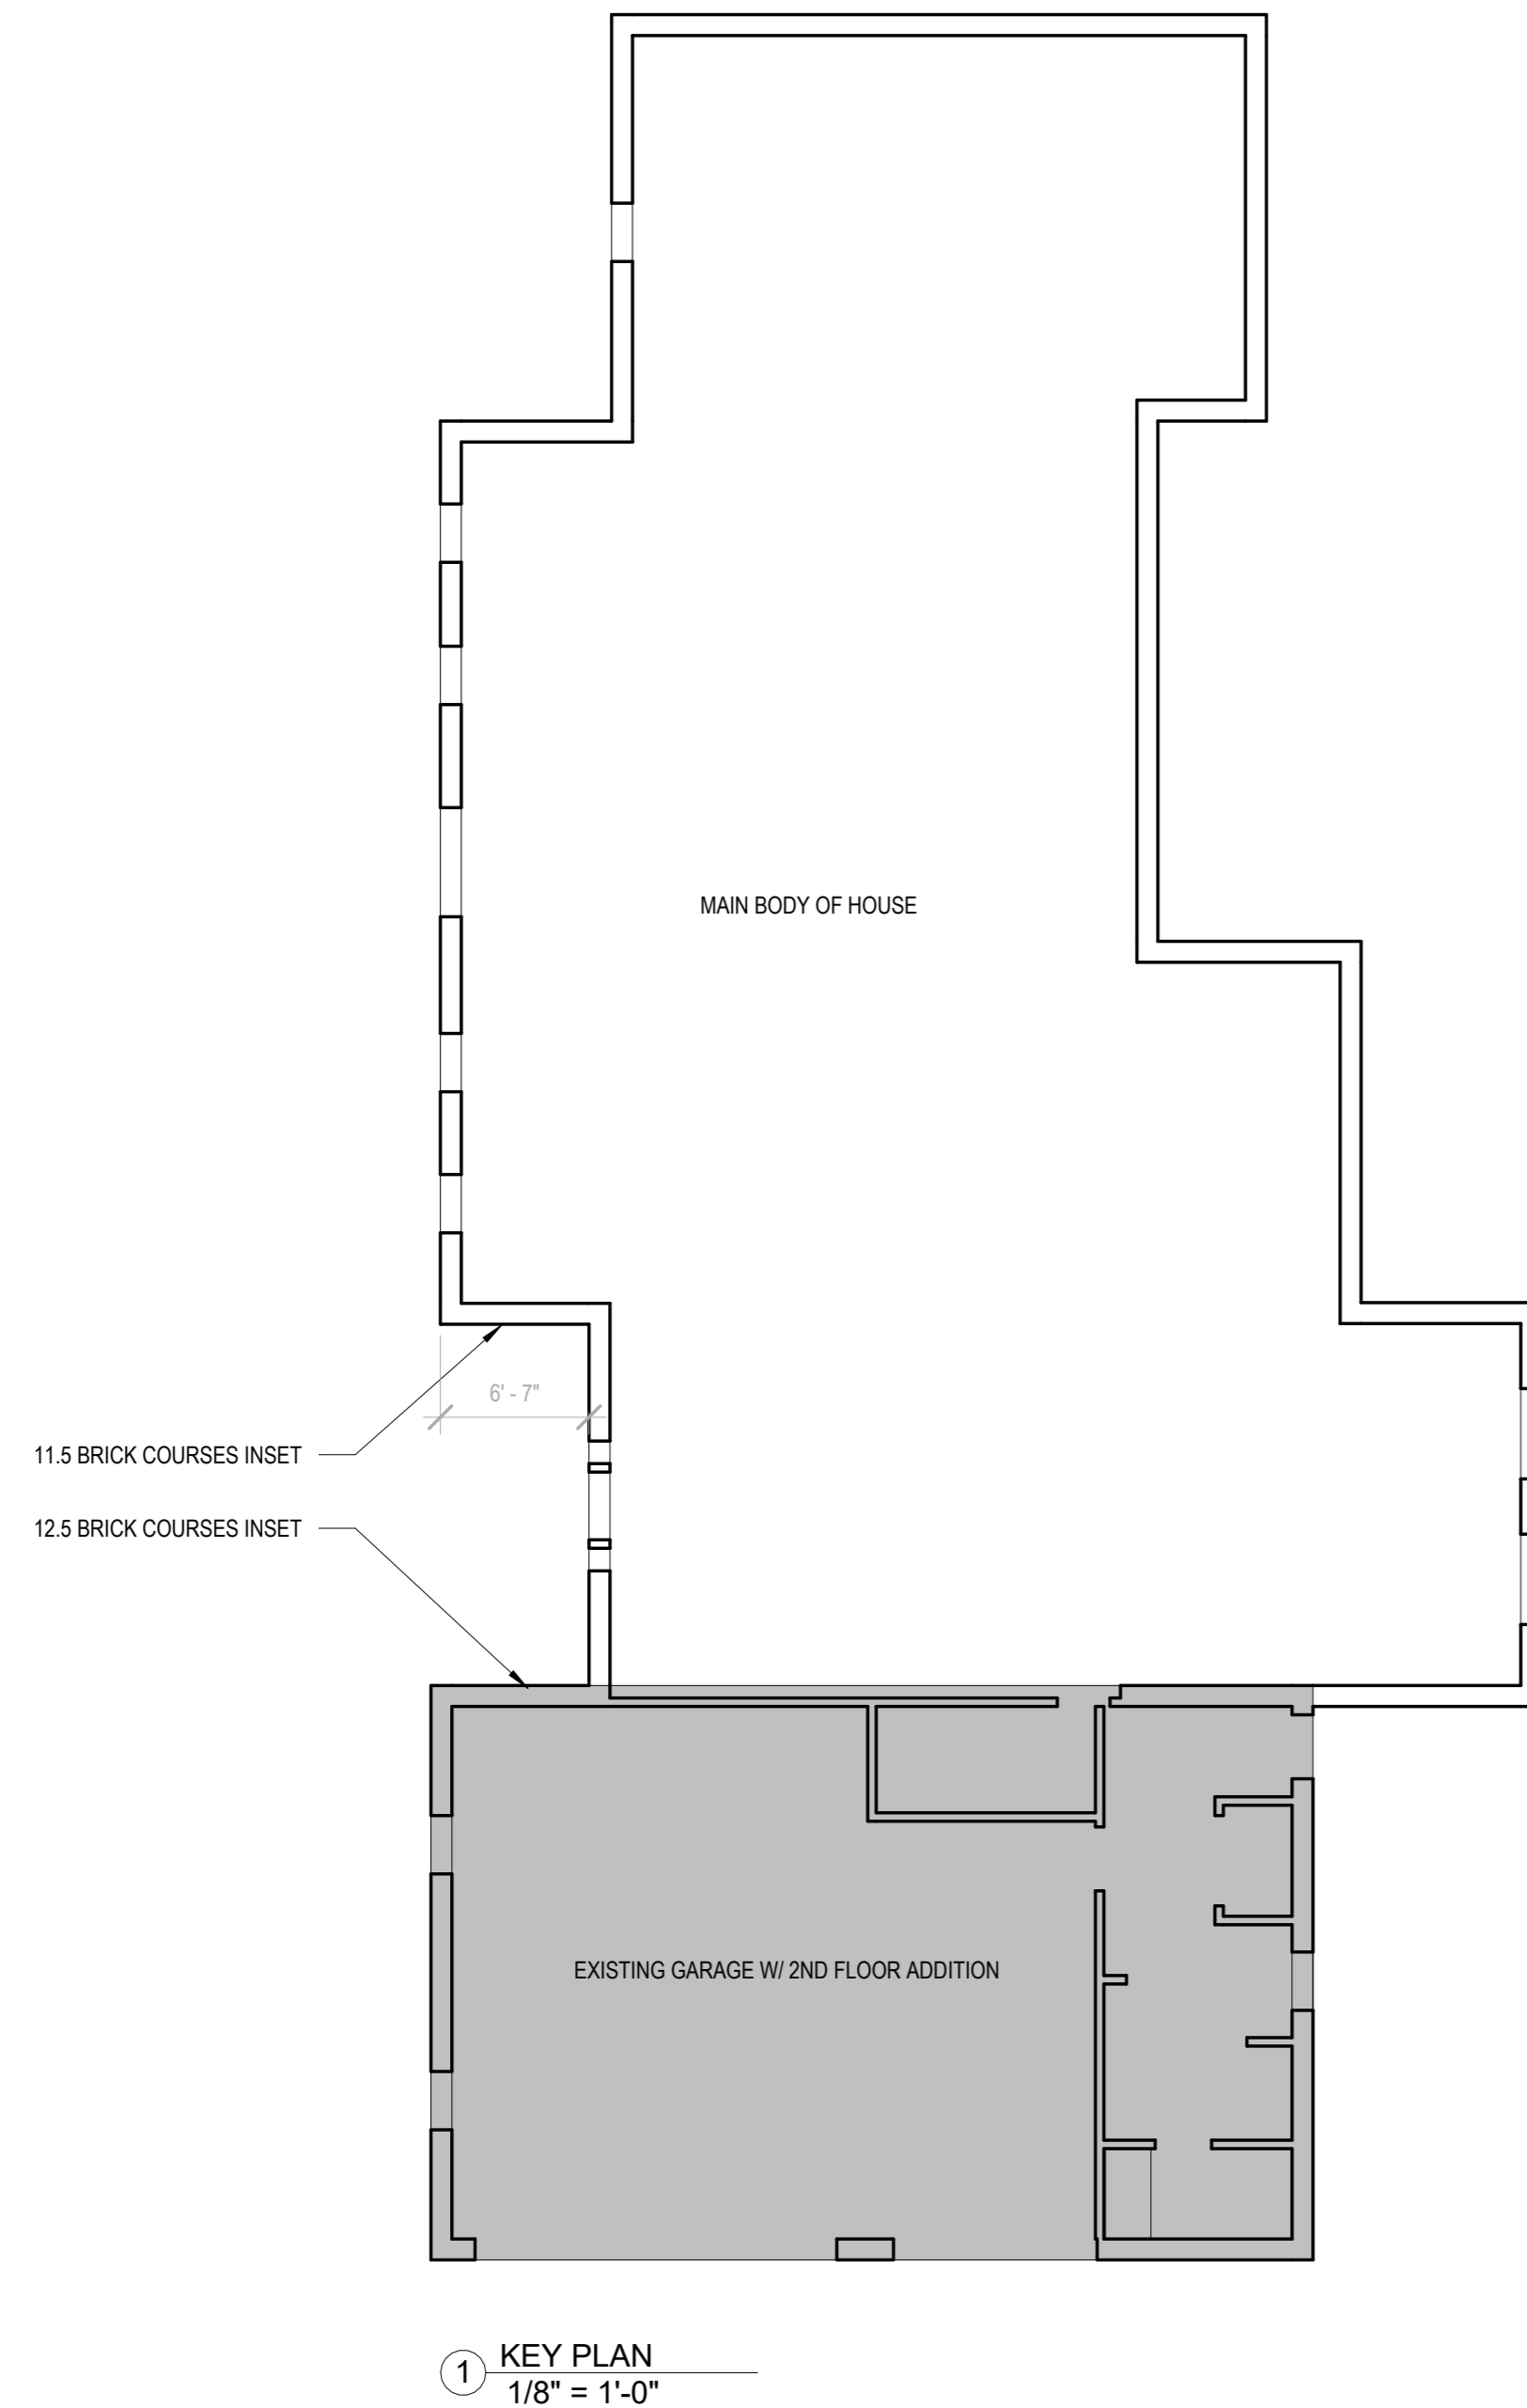 MAIN BODY OF HOUSE
6' - 7"
11.5 BRICK COURSES INSET
12.5 BRICK COURSES INSET
EXISTING GARAGE W/ 2ND FLOOR ADDITION
1
KEY PLAN
1/8" = 1'-0"